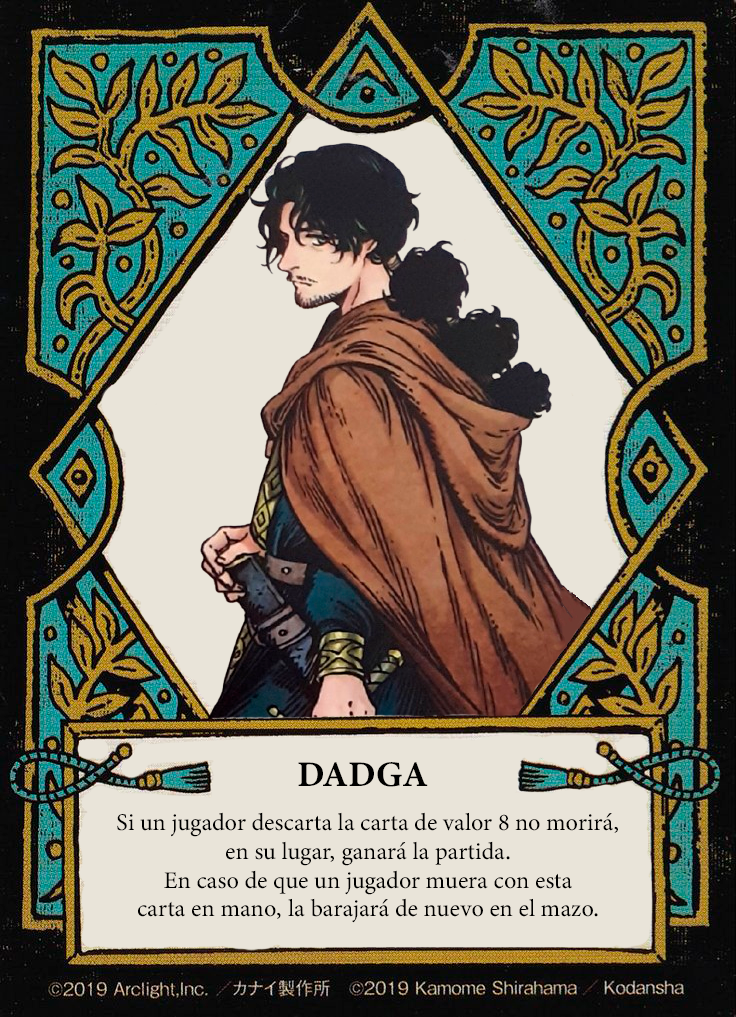 DADGA
Si un jugador descarta la carta de valor 8 no morirá,
en su lugar, ganará la partida.
En caso de que un jugador muera con esta
carta en mano, la barajará de nuevo en el mazo.
©2019 Arclight,Inc. ／カナイ製作所 ©2019 Kamome Shirahama ／ Kodansha